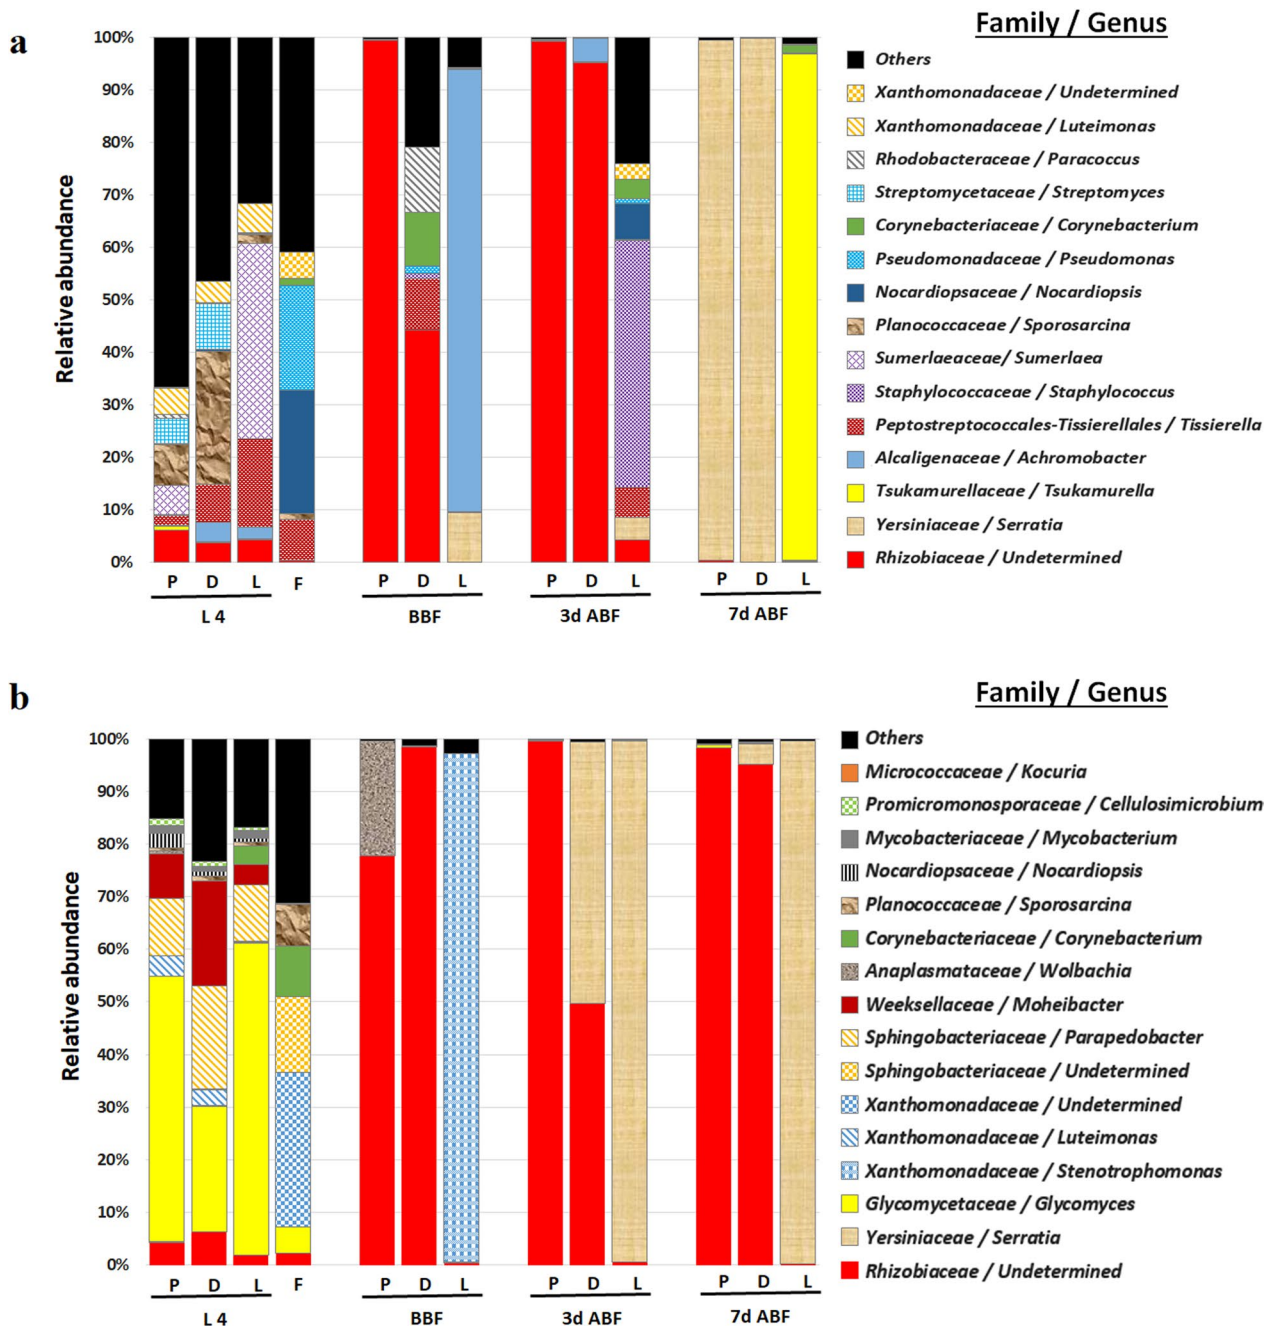 a
Family / Genus
Relative abundance
100%
90%
80%
70%
60%
50%
40%
30%
20%
10%
0%
P D L F P D L P D L P D L
L 4 BBF 3d ABF 7d ABF
Others
Xanthomonadaceae / Undetermined
Xanthomonadaceae / Luteimonas
Rhodobacteraceae / Paracoccus
Streptomycetaceae / Streptomyces
Corynebacteriaceae / Corynebacterium
Pseudomonadaceae / Pseudomonas
Nocardiopsaceae / Nocardiopsis
Planococcaceae / Sporosarcina
Sumerlaeaceae/ Sumerlaea
Staphylococcaceae / Staphylococcus
Peptostreptococcales-Tissierellales / Tissierella
Alcaligenaceae / Achromobacter
Tsukamurellaceae / Tsukamurella
Yersiniaceae / Serratia
Rhizobiaceae / Undetermined
b
Family / Genus
Relative abundance
100%
90%
80%
70%
60%
50%
40%
30%
20%
10%
0%
P D L F P D L P D L P D L
L 4 BBF 3d ABF 7d ABF
Others
Micrococcaceae / Kocuria
Promicromonosporaceae / Cellulosimicrobium
Mycobacteriaceae / Mycobacterium
Nocardiopsaceae / Nocardiopsis
Planococcaceae / Sporosarcina
Corynebacteriaceae / Corynebacterium
Anaplasmataceae / Wolbachia
Weeksellaceae / Moheibacter
Sphingobacteriaceae / Parapedobacter
Sphingobacteriaceae / Undetermined
Xanthomonadaceae / Undetermined
Xanthomonadaceae / Luteimonas
Xanthomonadaceae / Stenotrophomonas
Glycomycetaceae / Glycomyces
Yersiniaceae / Serratia
Rhizobiaceae / Undetermined